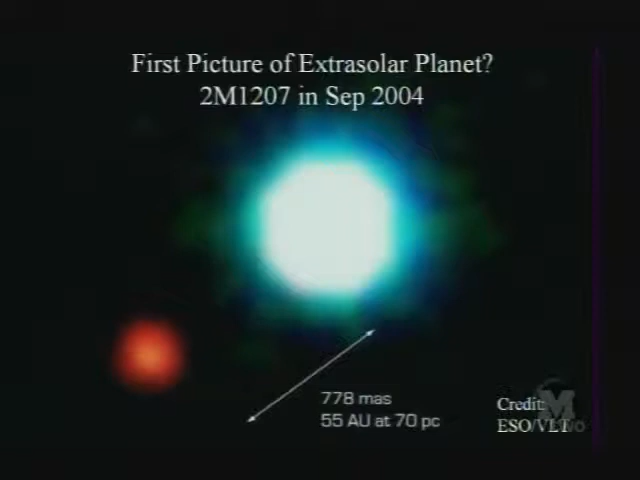 First Picture of Extrasolar Planet?
2M1207 in Sep 2004
778 mas
55 AU at 70 pc
Credit:
ESO/VLT